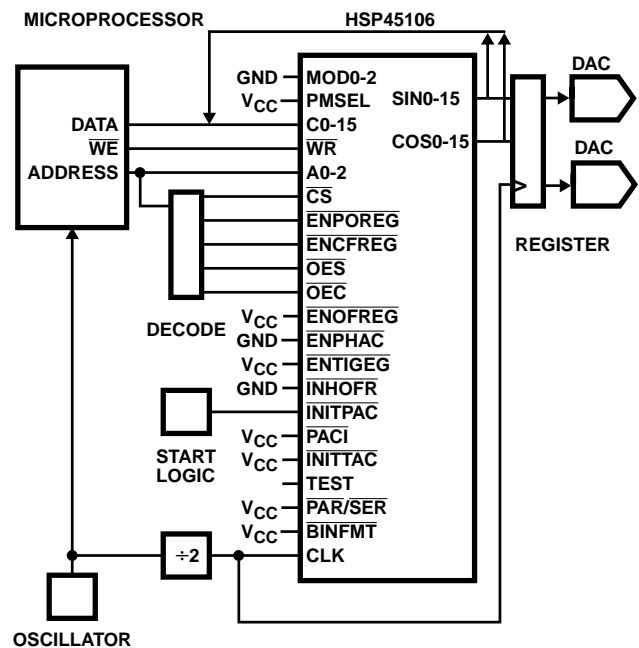 MICROPROCESSOR
HSP45106
DAC
GND
MOD0-2
VCC
PMSEL
SIN0-15
DATA
C0-15
COS0-15
WE
WR
DAC
ADDRESS
A0-2
CS
ENPOREG
ENCFREG
REGISTER
OES
OEC
DECODE
VCC
ENOFREG
GND
ENPHAC
VCC
ENTIGEG
GND
INHOFR
INITPAC
START
LOGIC
VCC
PACI
VCC
INITTAC
TEST
VCC
PAR/SER
VCC
BINFMT
÷2
CLK
OSCILLATOR